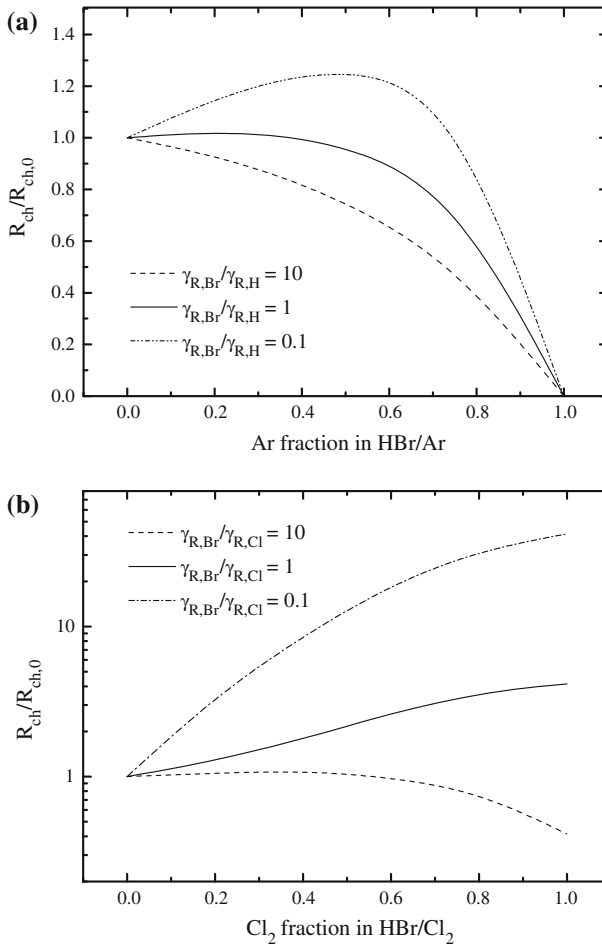 (a)
1.4
1.2
1.0
0.8
0.6
0.4
0.2
0.0
R_ch/R_ch,0
γ_R,Br/γ_R,H = 10
γ_R,Br/γ_R,H = 1
γ_R,Br/γ_R,H = 0.1
0.0 0.2 0.4 0.6 0.8 1.0
Ar fraction in HBr/Ar
(b)
10
1
R_ch/R_ch,0
γ_R,Br/γ_R,Cl = 10
γ_R,Br/γ_R,Cl = 1
γ_R,Br/γ_R,Cl = 0.1
0.0 0.2 0.4 0.6 0.8 1.0
Cl₂ fraction in HBr/Cl₂